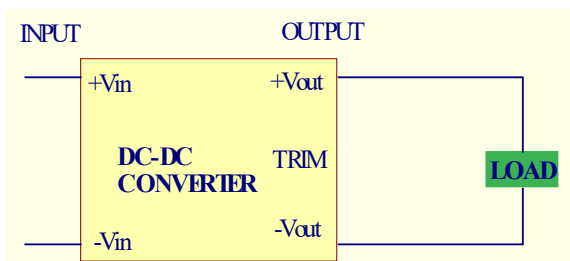 INPUT OUTPUT
+Vin +Vout
DC-DC TRIM
CONVERTER
LOAD
-Vin -Vout